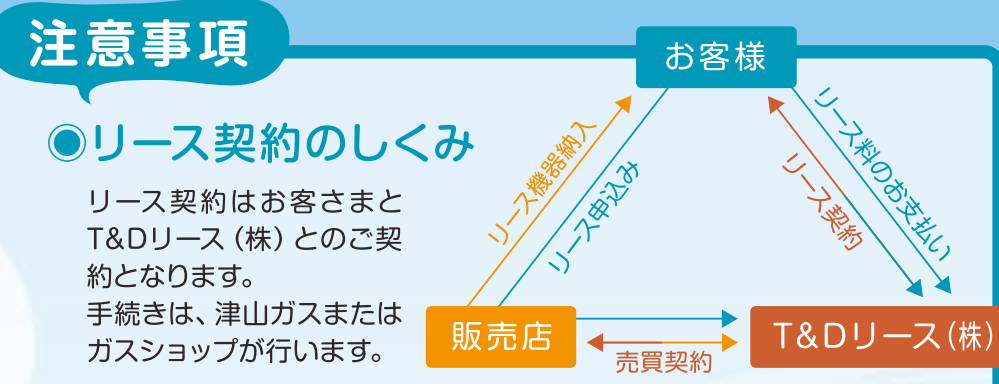 注意事項
◉リース契約のしくみ
リース契約はお客さまと
T&Dリース（株）とのご契
約となります。
手続きは、津山ガスまたは
ガスショップが行います。
お客様
リース機器納入
リース申込み
リース契約
リース料のお支払い
販売店
売買契約
T&Dリース（株）